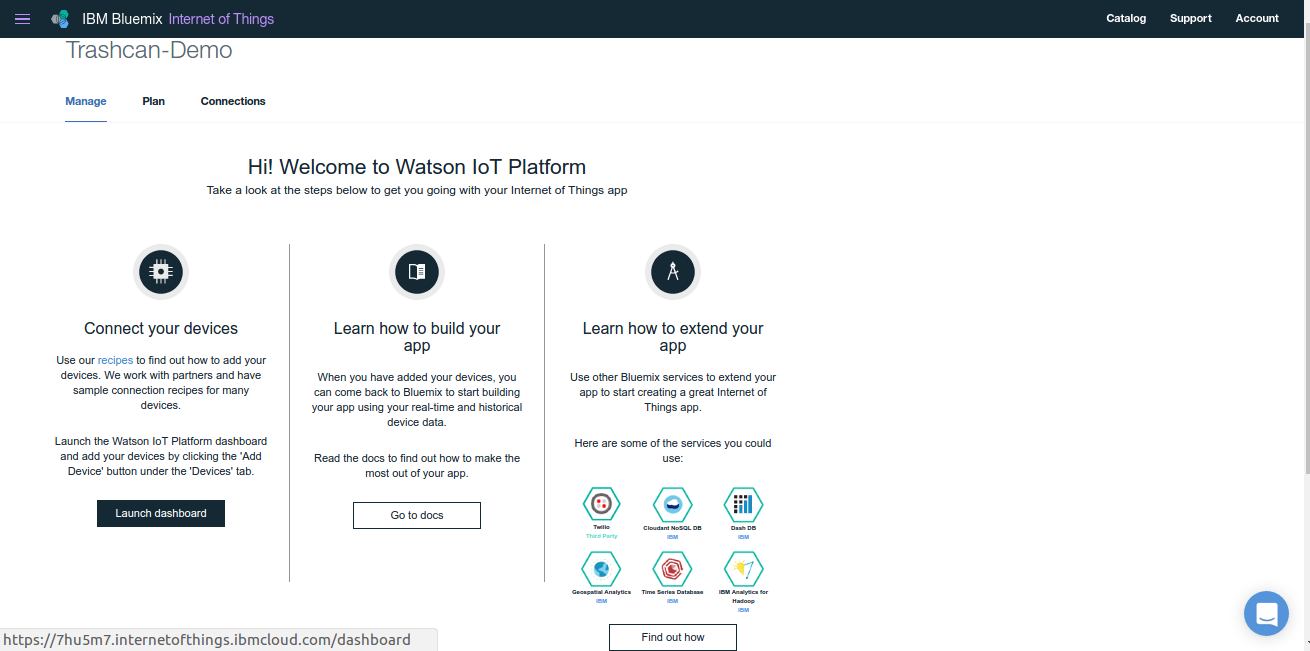 IBM Bluemix Internet of Things
Catalog Support Account
Trashcan-Demo
Manage Plan Connections
Hi! Welcome to Watson IoT Platform
Take a look at the steps below to get you going with your Internet of Things app
Connect your devices
Use our recipes to find out how to add your
devices. We work with partners and have
sample connection recipes for many
devices.
Launch the Watson IoT Platform dashboard
and add your devices by clicking the 'Add
Device' button under the 'Devices' tab.
Launch dashboard
Learn how to build your
app
When you have added your devices, you
can come back to Bluemix to start building
your app using your real-time and historical
device data.
Read the docs to find out how to make the
most out of your app.
Go to docs
Learn how to extend your
app
Use other Bluemix services to extend your
app to start creating a great Internet of
Things app.
Here are some of the services you could
use:
Twilio
Third Party
Cloudant NoSQL DB
IBM
Dash DB
IBM
Geospatial Analytics
IBM
Time Series Database
IBM
IBM Analytics for
Hadoop
IBM
Find out how
https://7hu5m7.internetofthings.ibmcloud.com/dashboard